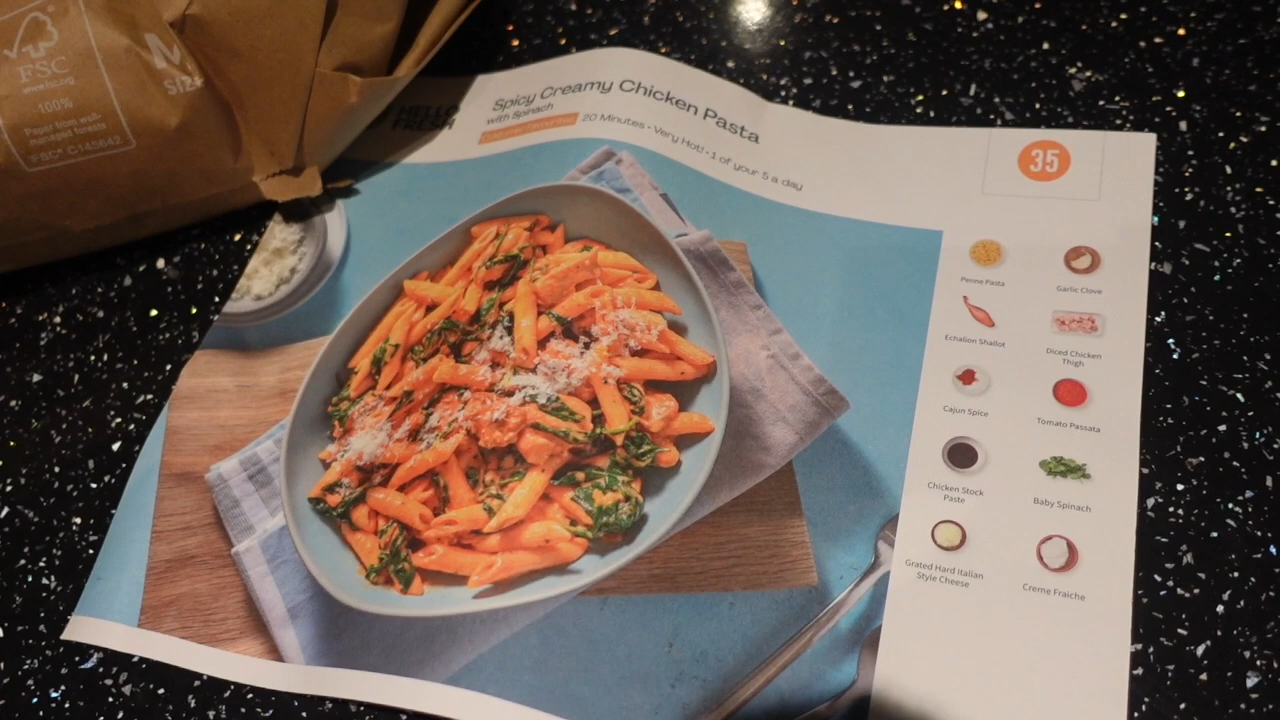 FSC
www.fsc.org
100%
Paper from well-
managed forests
FSC® C145642
M
SIZE
HELLO
FRESH
Spicy Creamy Chicken Pasta
with Spinach
20 Minutes • Very Hot! • 1 of your 5 a day
35
Penne Pasta
Garlic Clove
Echalion Shallot
Diced Chicken
Thigh
Cajun Spice
Tomato Passata
Chicken Stock
Paste
Baby Spinach
Grated Hard Italian
Style Cheese
Creme Fraiche